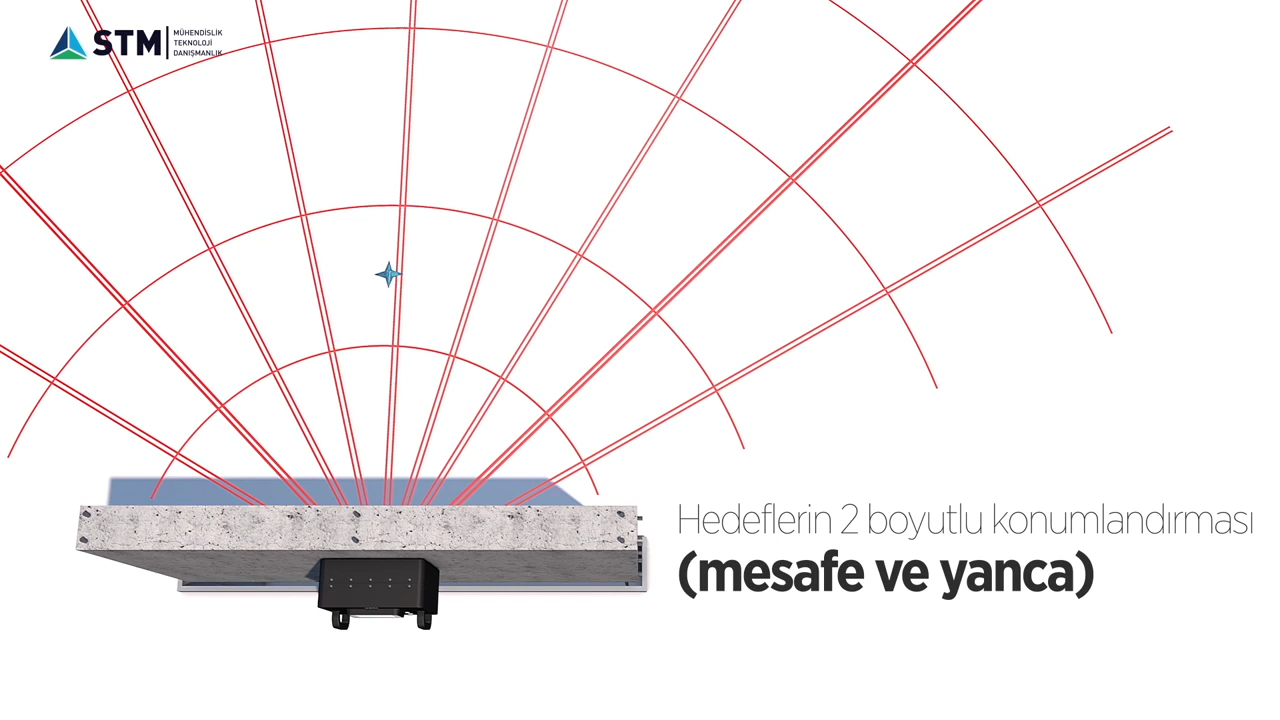 STM
MÜHENDİSLİK
TEKNOLOJİ
DANIŞMANLIK
Hedeflerin 2 boyutlu konumlandırması
(mesafe ve yanca)